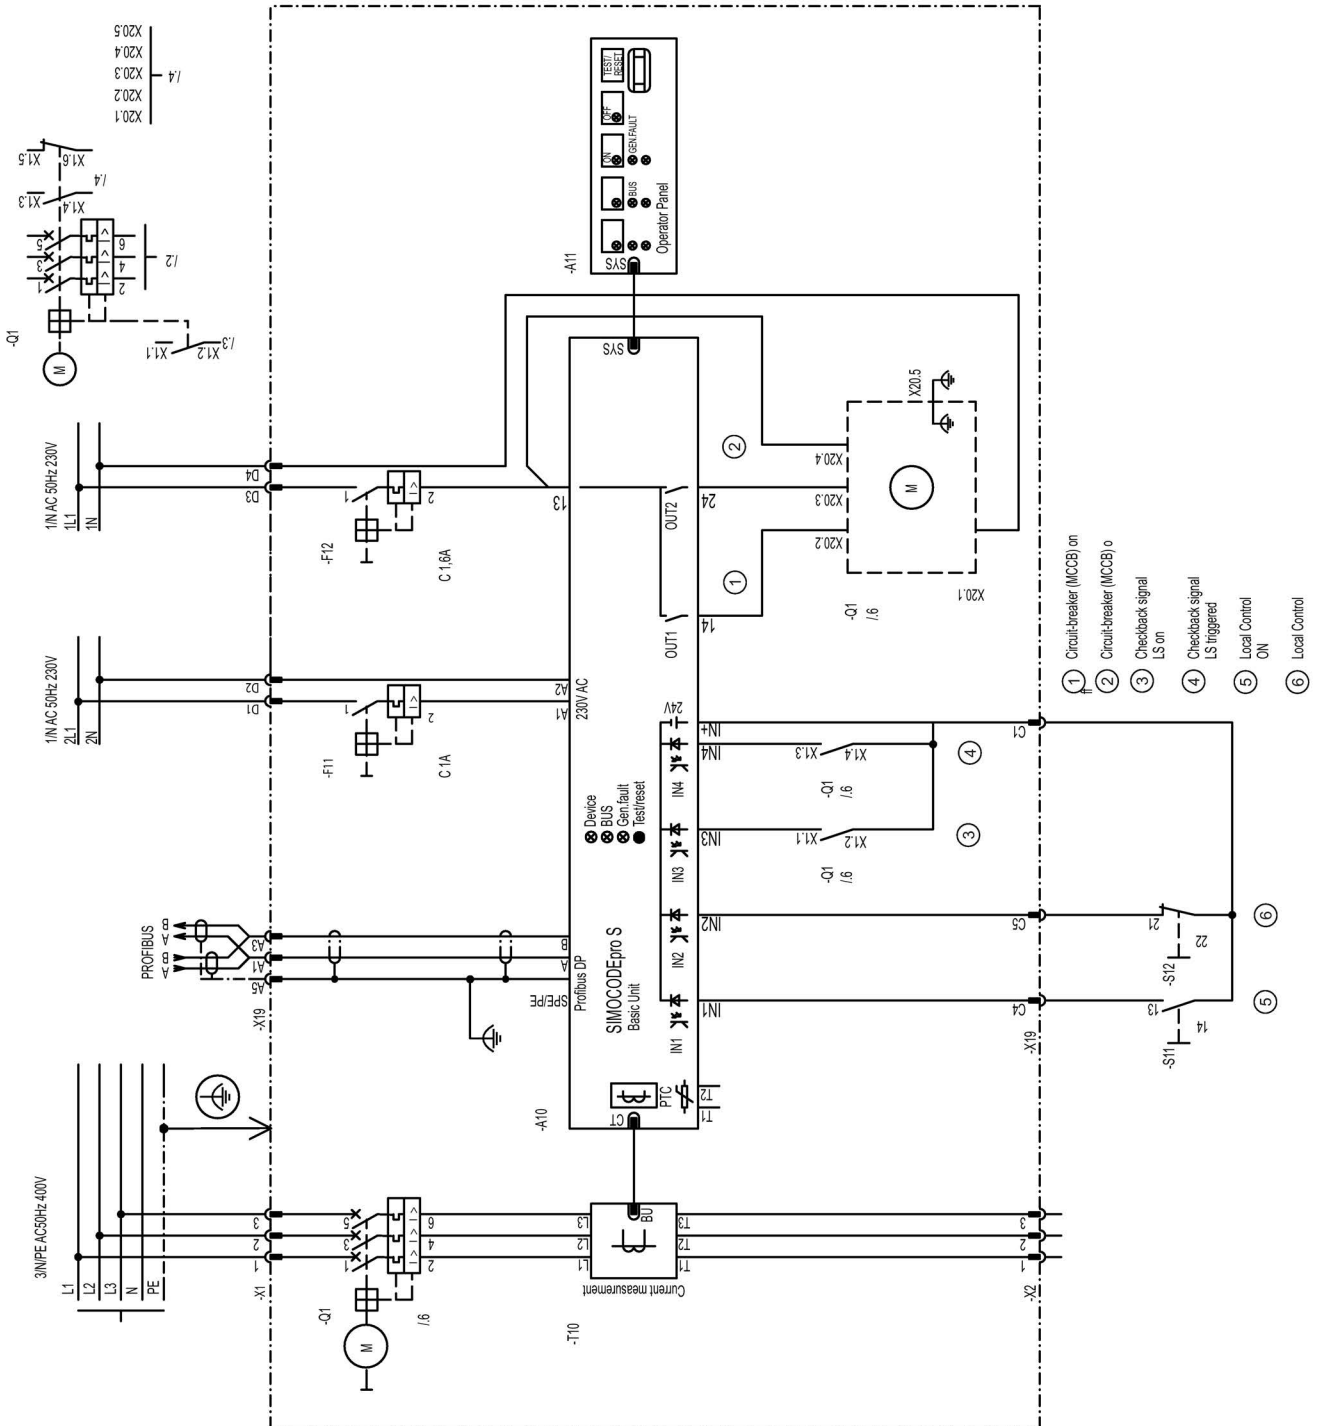 3/N/PE AC50Hz 400V
L1
L2
L3
N
PE
PROFIBUS
A
B
A
B
1/N AC 50Hz 230V
2L1
2N
1/N AC 50Hz 230V
1L1
1N
-Q1
M
1
3
5
2
4
6
/.2
X1.1
X1.2
/.3
X1.3
X1.4
/.4
X1.5
X1.6
X20.1
X20.2
X20.3
X20.4
X20.5
/.4
-X1
1
2
3
-X19
A5
A1
A3
D1
D2
D3
D4
-Q1
M
/.6
1
3
5
2
4
6
-F11
1
2
C 1A
-F12
1
2
C 1,6A
-T10
Current measurement
L1
L2
L3
BU
T1
T2
T3
-A10
CT
PTC
T1
T2
SPE/PE
A
B
Profibus DP
SIMOCODEpro S
Basic Unit
Device
BUS
Gen.fault
Test/reset
A1
A2
230V AC
13
SYS
IN1
IN2
IN3
IN4
24V
OUT1
OUT2
IN1
IN2
IN3
IN4
IN+
14
24
-A11
SYS
Operator Panel
BUS
GEN.FAULT
ON
OFF
TEST/
RESET
-Q1
/.6
X1.1
X1.2
3
-Q1
/.6
X1.3
X1.4
4
1
2
-Q1
/.6
M
X20.1
X20.2
X20.3
X20.4
X20.5
-X2
1
2
3
-X19
C4
C5
C1
-S11
13
14
5
-S12
21
22
6
1 Circuit-breaker (MCCB) on
ff
2 Circuit-breaker (MCCB) o
3 Checkback signal
LS on
4 Checkback signal
LS triggered
5 Local Control
ON
6 Local Control